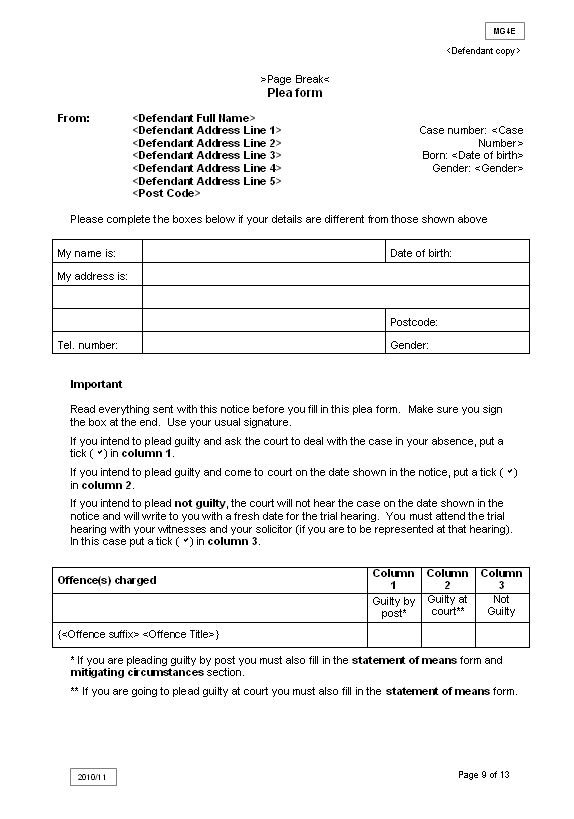 MG4E
<Defendant copy>
>Page Break<
Plea form
From:
<Defendant Full Name>
<Defendant Address Line 1>
<Defendant Address Line 2>
<Defendant Address Line 3>
<Defendant Address Line 4>
<Defendant Address Line 5>
<Post Code>
Case number: <Case
Number>
Born: <Date of birth>
Gender: <Gender>
Please complete the boxes below if your details are different from those shown above
My name is:
Date of birth:
My address is:
Postcode:
Tel. number:
Gender:
Important
Read everything sent with this notice before you fill in this plea form. Make sure you sign
the box at the end. Use your usual signature.
If you intend to plead guilty and ask the court to deal with the case in your absence, put a
tick ( ✓) in column 1.
If you intend to plead guilty and come to court on the date shown in the notice, put a tick ( ✓)
in column 2.
If you intend to plead not guilty, the court will not hear the case on the date shown in the
notice and will write to you with a fresh date for the trial hearing. You must attend the trial
hearing with your witnesses and your solicitor (if you are to be represented at that hearing).
In this case put a tick ( ✓) in column 3.
Offence(s) charged
Column
1
Column
2
Column
3
Guilty by
post*
Guilty at
court**
Not
Guilty
{<Offence suffix> <Offence Title>}
* If you are pleading guilty by post you must also fill in the statement of means form and
mitigating circumstances section.
** If you are going to plead guilty at court you must also fill in the statement of means form.
2010/11
Page 9 of 13